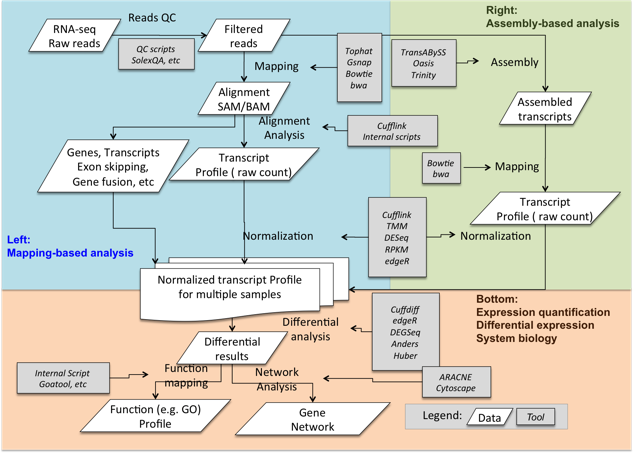 Reads QC
RNA-seq
Raw reads
Filtered
reads
QC scripts
SolexQA, etc
Mapping
Tophat
Gsnap
Bowtie
bwa
Right:
Assembly-based analysis
TransABySS
Oasis
Trinity
Assembly
Alignment
SAM/BAM
Assembled
transcripts
Alignment
Analysis
Cufflink
Internal scripts
Genes, Transcripts
Exon skipping,
Gene fusion, etc
Transcript
Profile ( raw count)
Bowtie
bwa
Mapping
Transcript
Profile ( raw count)
Left:
Mapping-based analysis
Normalization
Cufflink
TMM
DESeq
RPKM
edgeR
Normalization
Normalized transcript Profile
for multiple samples
Bottom:
Expression quantification
Differential expression
System biology
Differential
analysis
Cuffdiff
edgeR
DEGSeq
Anders
Huber
Differential
results
Internal Script
Goatool, etc
Function
mapping
Network
Analysis
ARACNE
Cytoscape
Function (e.g. GO)
Profile
Gene
Network
Legend:
Data
Tool